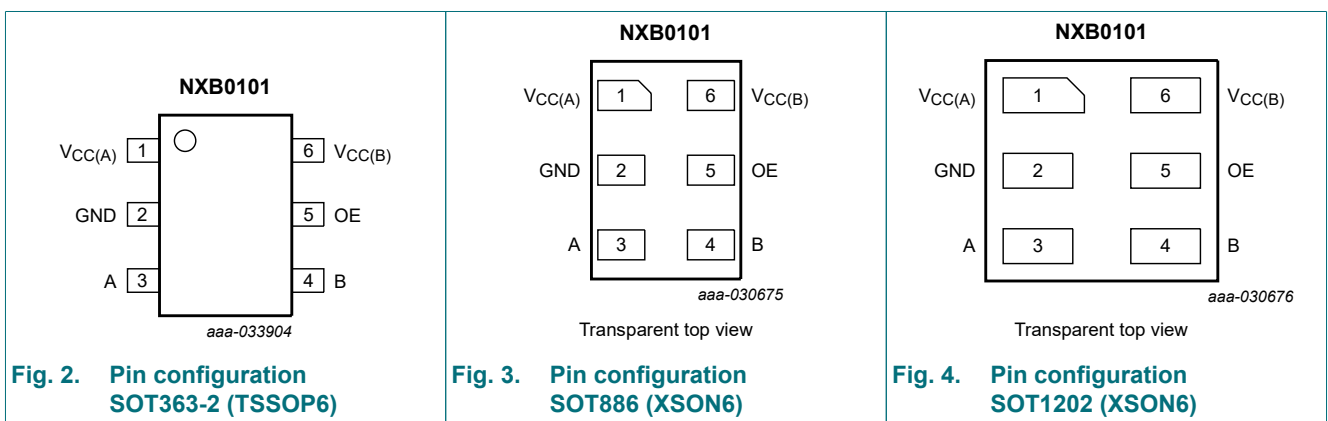 NXB0101
VCC(A) 1 6 VCC(B)
GND 2 5 OE
A 3 4 B
aaa-033904
Fig. 2. Pin configuration
SOT363-2 (TSSOP6)
NXB0101
VCC(A) 1 6 VCC(B)
GND 2 5 OE
A 3 4 B
aaa-030675
Transparent top view
Fig. 3. Pin configuration
SOT886 (XSON6)
NXB0101
VCC(A) 1 6 VCC(B)
GND 2 5 OE
A 3 4 B
aaa-030676
Transparent top view
Fig. 4. Pin configuration
SOT1202 (XSON6)